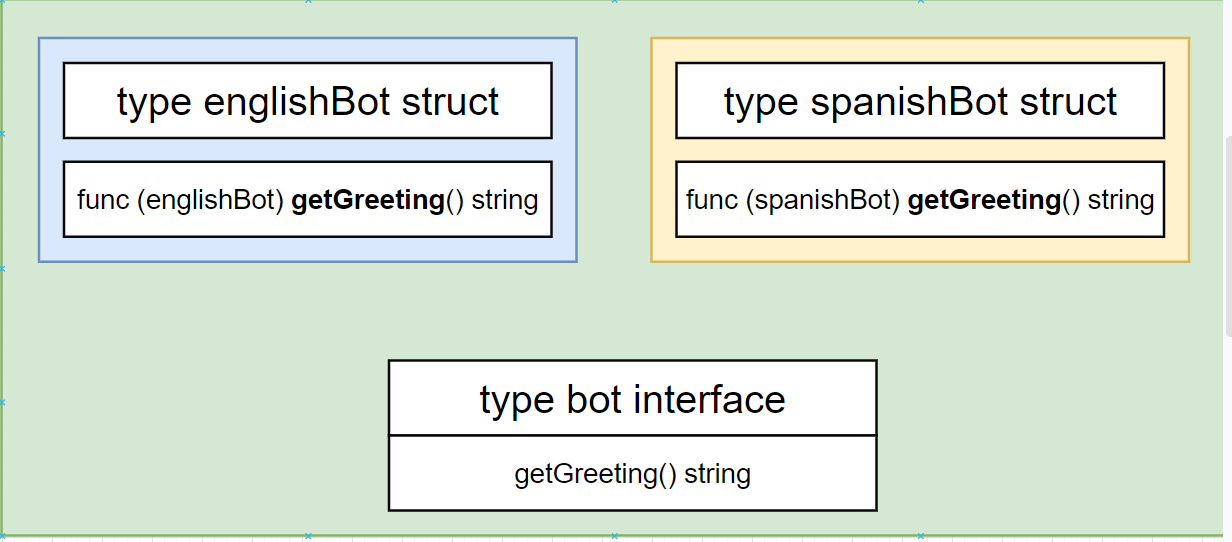 type englishBot struct
func (englishBot) getGreeting() string
type spanishBot struct
func (spanishBot) getGreeting() string
type bot interface
getGreeting() string